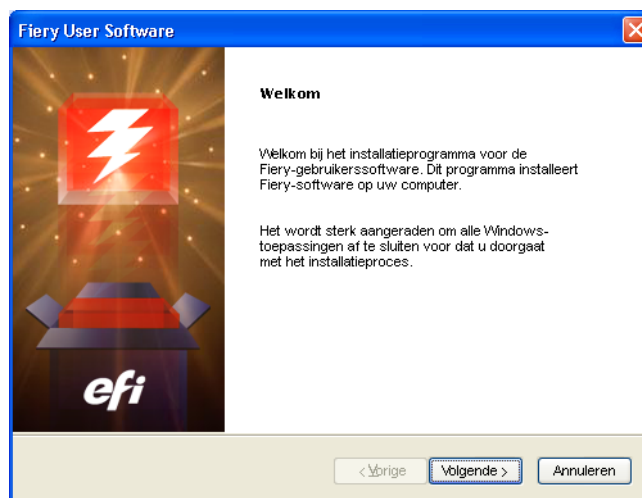 Fiery User Software
Welkom
Welkom bij het installatieprogramma voor de
Fiery-gebruikerssoftware. Dit programma installeert
Fiery-software op uw computer.
Het wordt sterk aangeraden om alle Windows-
toepassingen af te sluiten voor dat u doorgaat
met het installatieproces.
efi
< Vorige
Volgende >
Annuleren